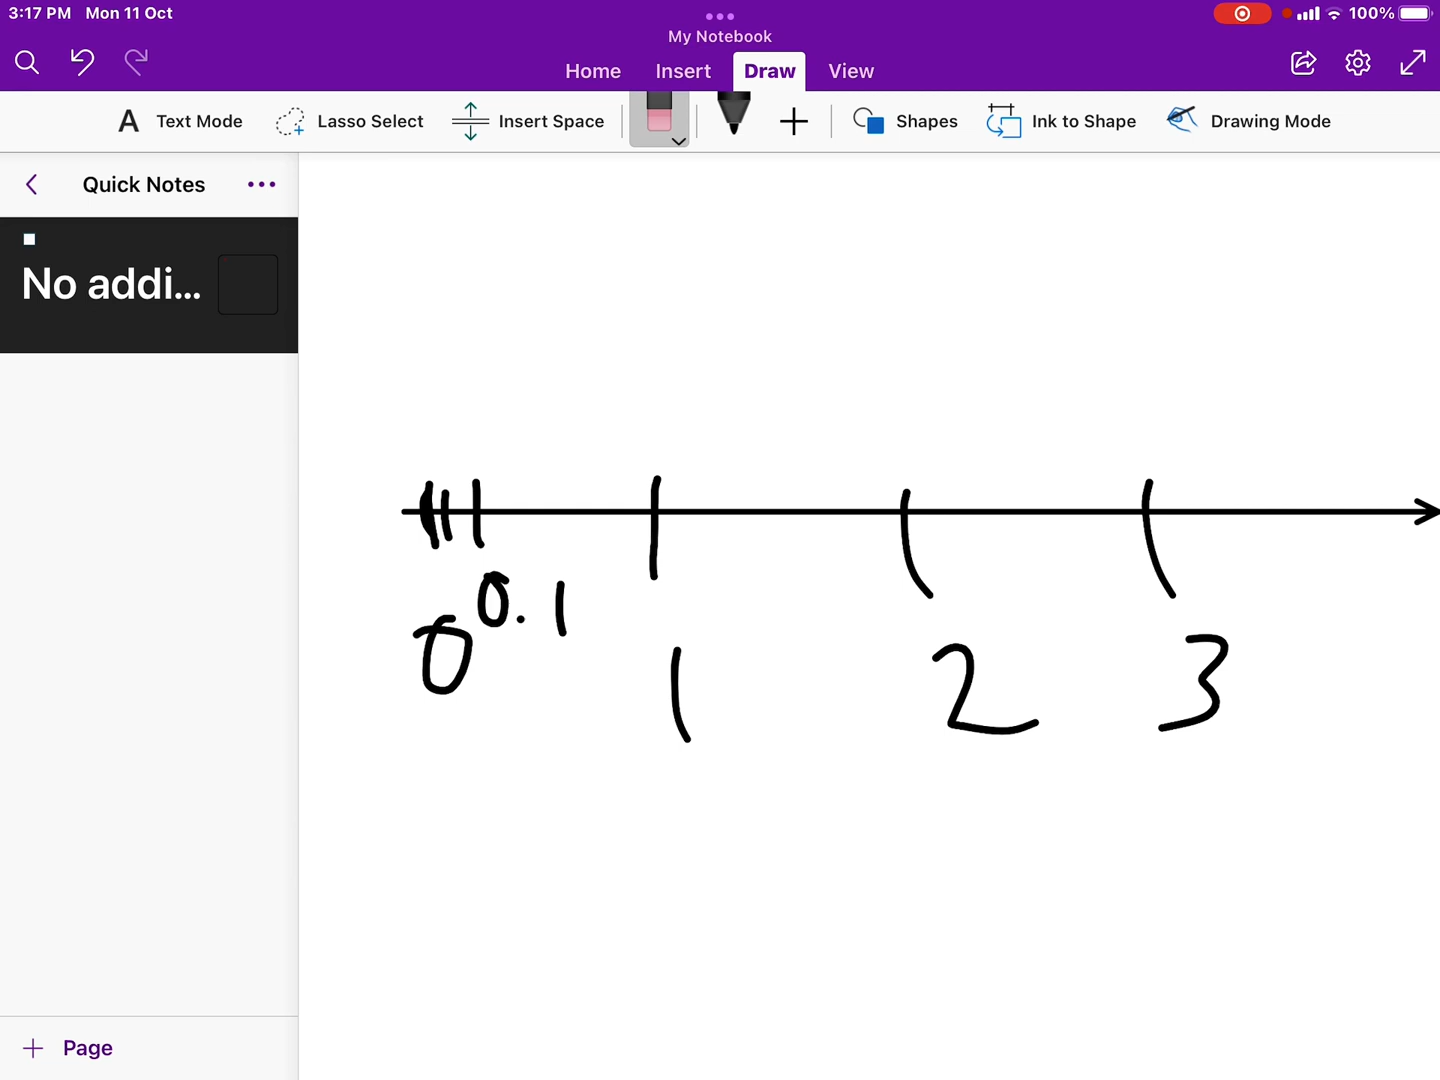 3:17 PM Mon 11 Oct 100%
My Notebook
Home Insert Draw View
A Text Mode Lasso Select Insert Space Shapes Ink to Shape Drawing Mode
Quick Notes
No addi...
0.1
0 1 2 3
Page